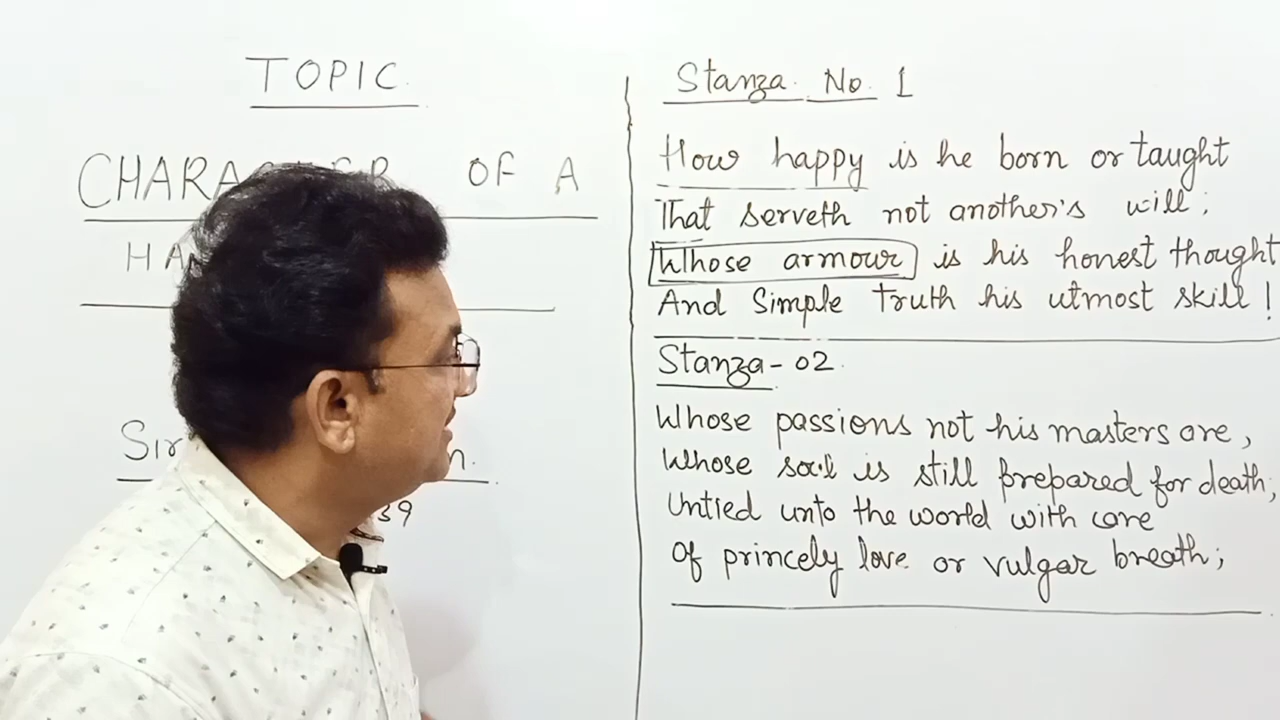 TOPIC.
OF A
Sir
39
Stanza. No. 1
How happy is he born or taught
That serveth not another's will;
Whose armour is his honest thought
And Simple truth his utmost skill!
Stanza-02.
Whose passions not his masters are,
Whose soul is still prepared for death;
Untied unto the world with care
Of princely love or vulgar breath;